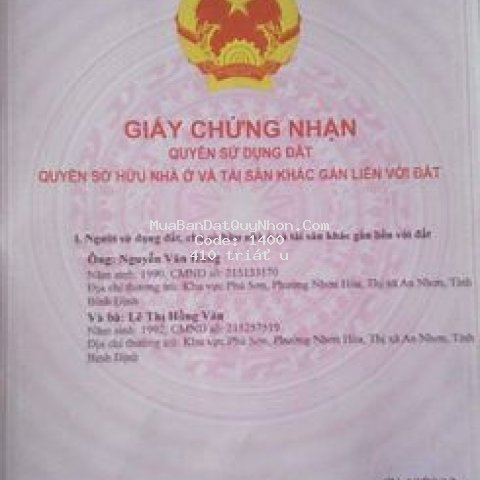 GIẤY CHỨNG NHẬN
QUYỀN SỬ DỤNG ĐẤT
QUYỀN SỞ HỮU NHÀ Ở VÀ TÀI SẢN KHÁC GẮN LIỀN VỚI ĐẤT
MuaBanDatQuyNhon.Com
I. Người sử dụng đất, tài sản khác gắn liền với đất
Code: 1400
410 triát u
Ông: Nguyễn Văn
Năm sinh: 1990, CMND số:
Địa chỉ thường trú: Khu vực Phú Sơn, Phường Nhơn Hòa, Thị xã An Nhơn, Tỉnh
Bình Định
Và bà: Lê Thị Hồng Vân
Năm sinh: 1992, CMND số: 215257519
Địa chỉ thường trú: Khu vực Phú Sơn, Phường Nhơn Hòa, Thị xã An Nhơn, Tỉnh
Bình Định